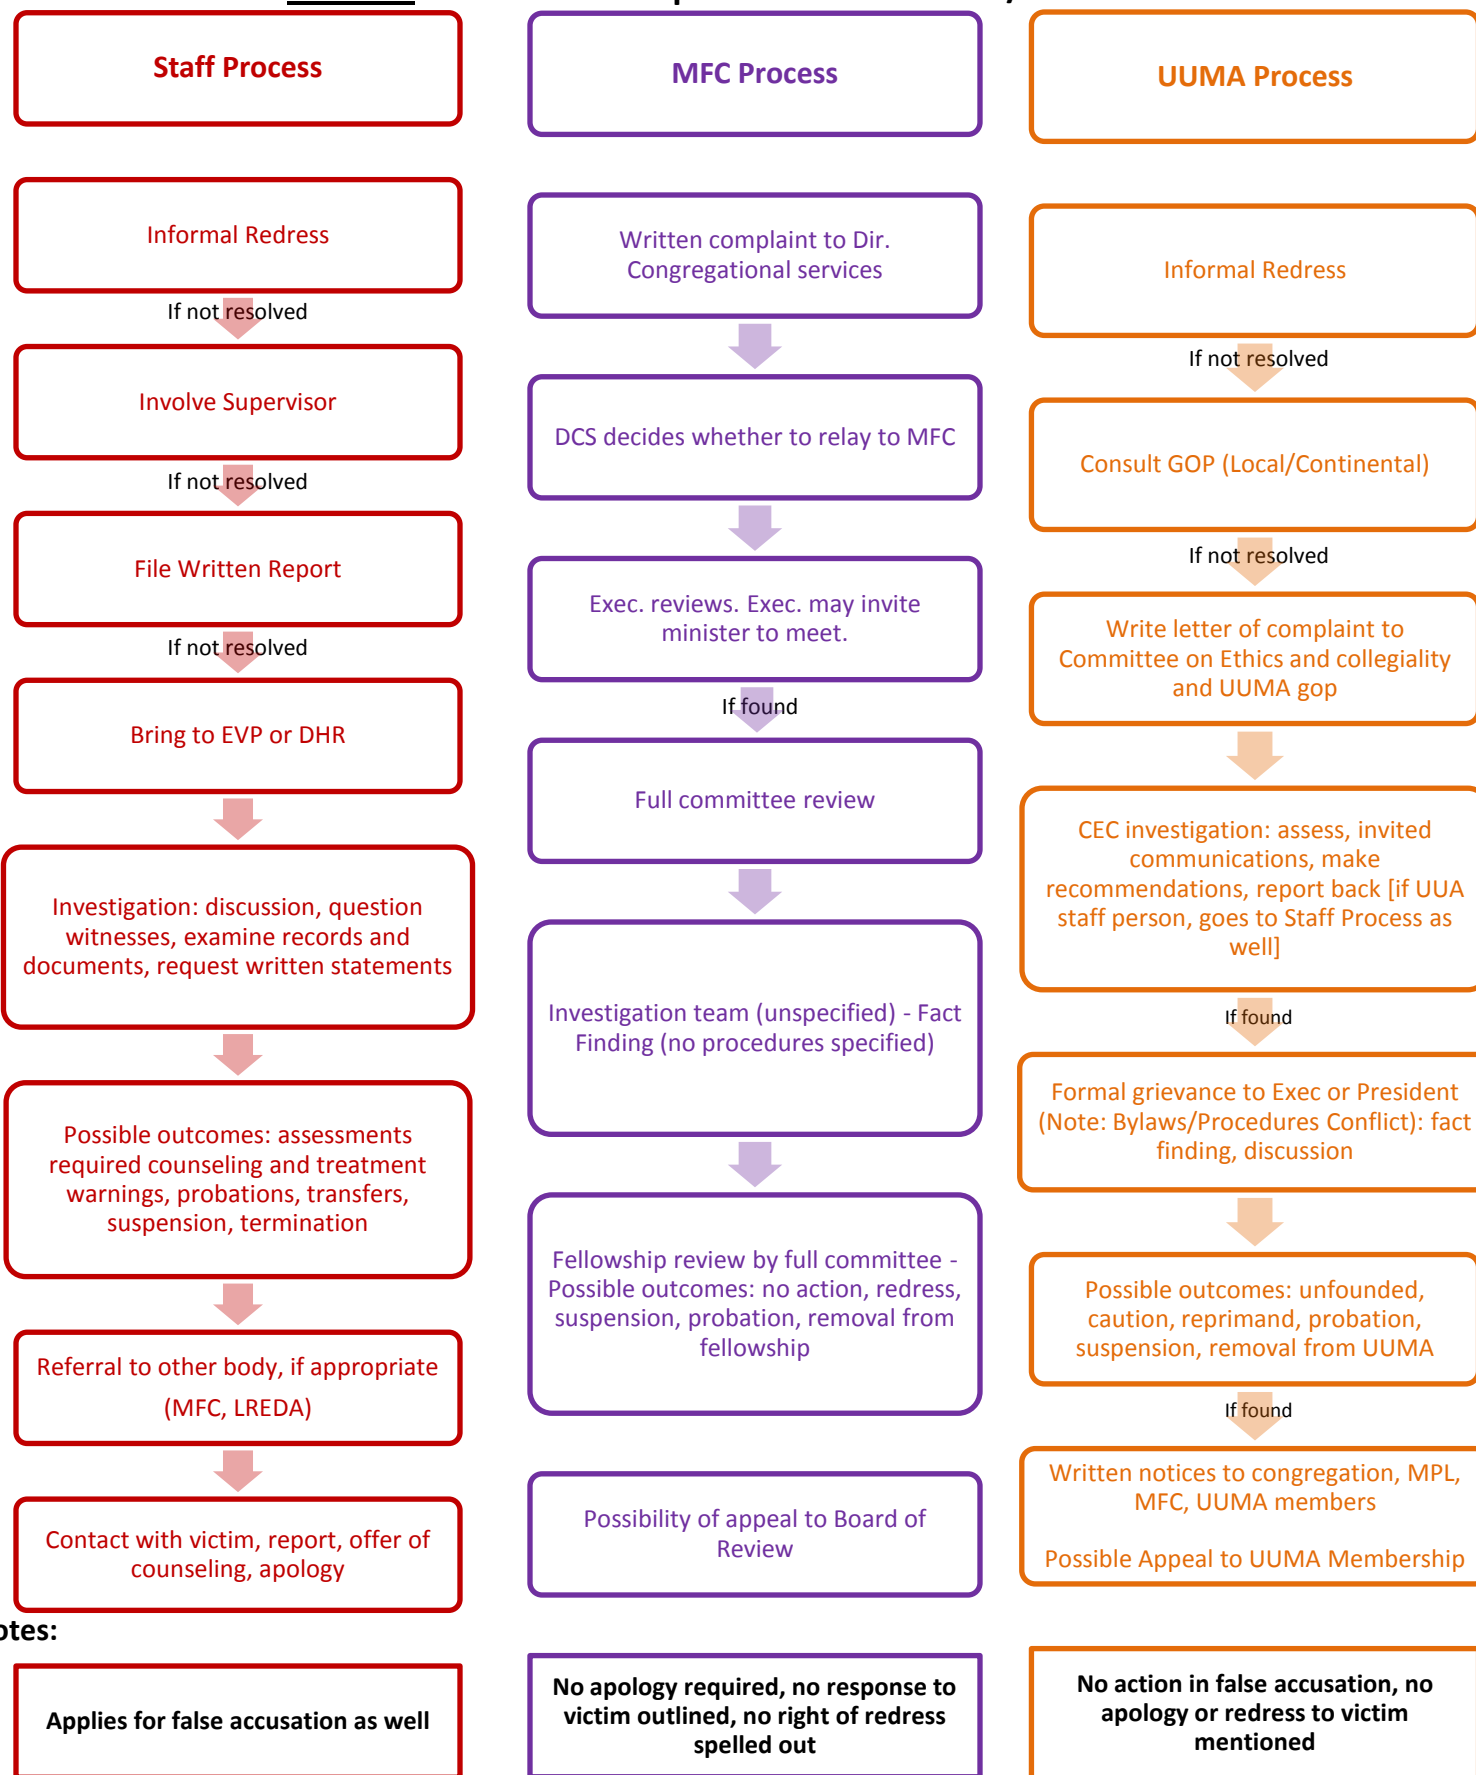 Staff Process
Informal Redress
If not resolved
Involve Supervisor
If not resolved
File Written Report
If not resolved
Bring to EVP or DHR
Investigation: discussion, question
witnesses, examine records and
documents, request written statements
Possible outcomes: assessments
required counseling and treatment
warnings, probations, transfers,
suspension, termination
Referral to other body, if appropriate
(MFC, LREDA)
Contact with victim, report, offer of
counseling, apology
MFC Process
Written complaint to Dir.
Congregational services
DCS decides whether to relay to MFC
Exec. reviews. Exec. may invite
minister to meet.
If found
Full committee review
Investigation team (unspecified) - Fact
Finding (no procedures specified)
Fellowship review by full committee -
Possible outcomes: no action, redress,
suspension, probation, removal from
fellowship
Possibility of appeal to Board of
Review
UUMA Process
Informal Redress
If not resolved
Consult GOP (Local/Continental)
If not resolved
Write letter of complaint to
Committee on Ethics and collegiality
and UUMA gop
CEC investigation: assess, invited
communications, make
recommendations, report back [if UUA
staff person, goes to Staff Process as
well]
If found
Formal grievance to Exec or President
(Note: Bylaws/Procedures Conflict): fact
finding, discussion
Possible outcomes: unfounded,
caution, reprimand, probation,
suspension, removal from UUMA
If found
Written notices to congregation, MPL,
MFC, UUMA members
Possible Appeal to UUMA Membership
otes:
Applies for false accusation as well
No apology required, no response to
victim outlined, no right of redress
spelled out
No action in false accusation, no
apology or redress to victim
mentioned